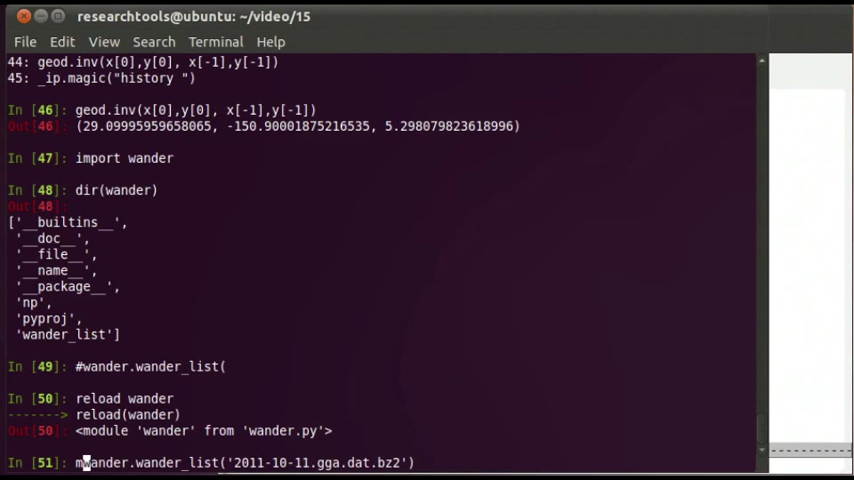 researchtools@ubuntu: ~/video/15
File Edit View Search Terminal Help
44: geod.inv(x[0],y[0], x[-1],y[-1])
45: _ip.magic("history ")
In [46]: geod.inv(x[0],y[0], x[-1],y[-1])
Out[46]: (29.09995959658065, -150.90001875216535, 5.298079823618996)
In [47]: import wander
In [48]: dir(wander)
Out[48]:
['__builtins__',
'__doc__',
'__file__',
'__name__',
'__package__',
'np',
'pyproj',
'wander_list']
In [49]: #wander.wander_list(
In [50]: reload wander
-------> reload(wander)
Out[50]: <module 'wander' from 'wander.py'>
In [51]: mwander.wander_list('2011-10-11.gga.dat.bz2')